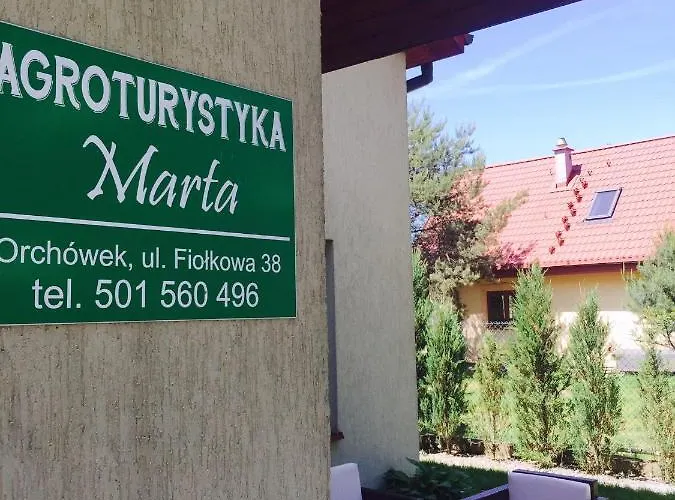 AGROTURYSTYKA
Marta
Orchówek, ul. Fiołkowa 38
tel. 501 560 496